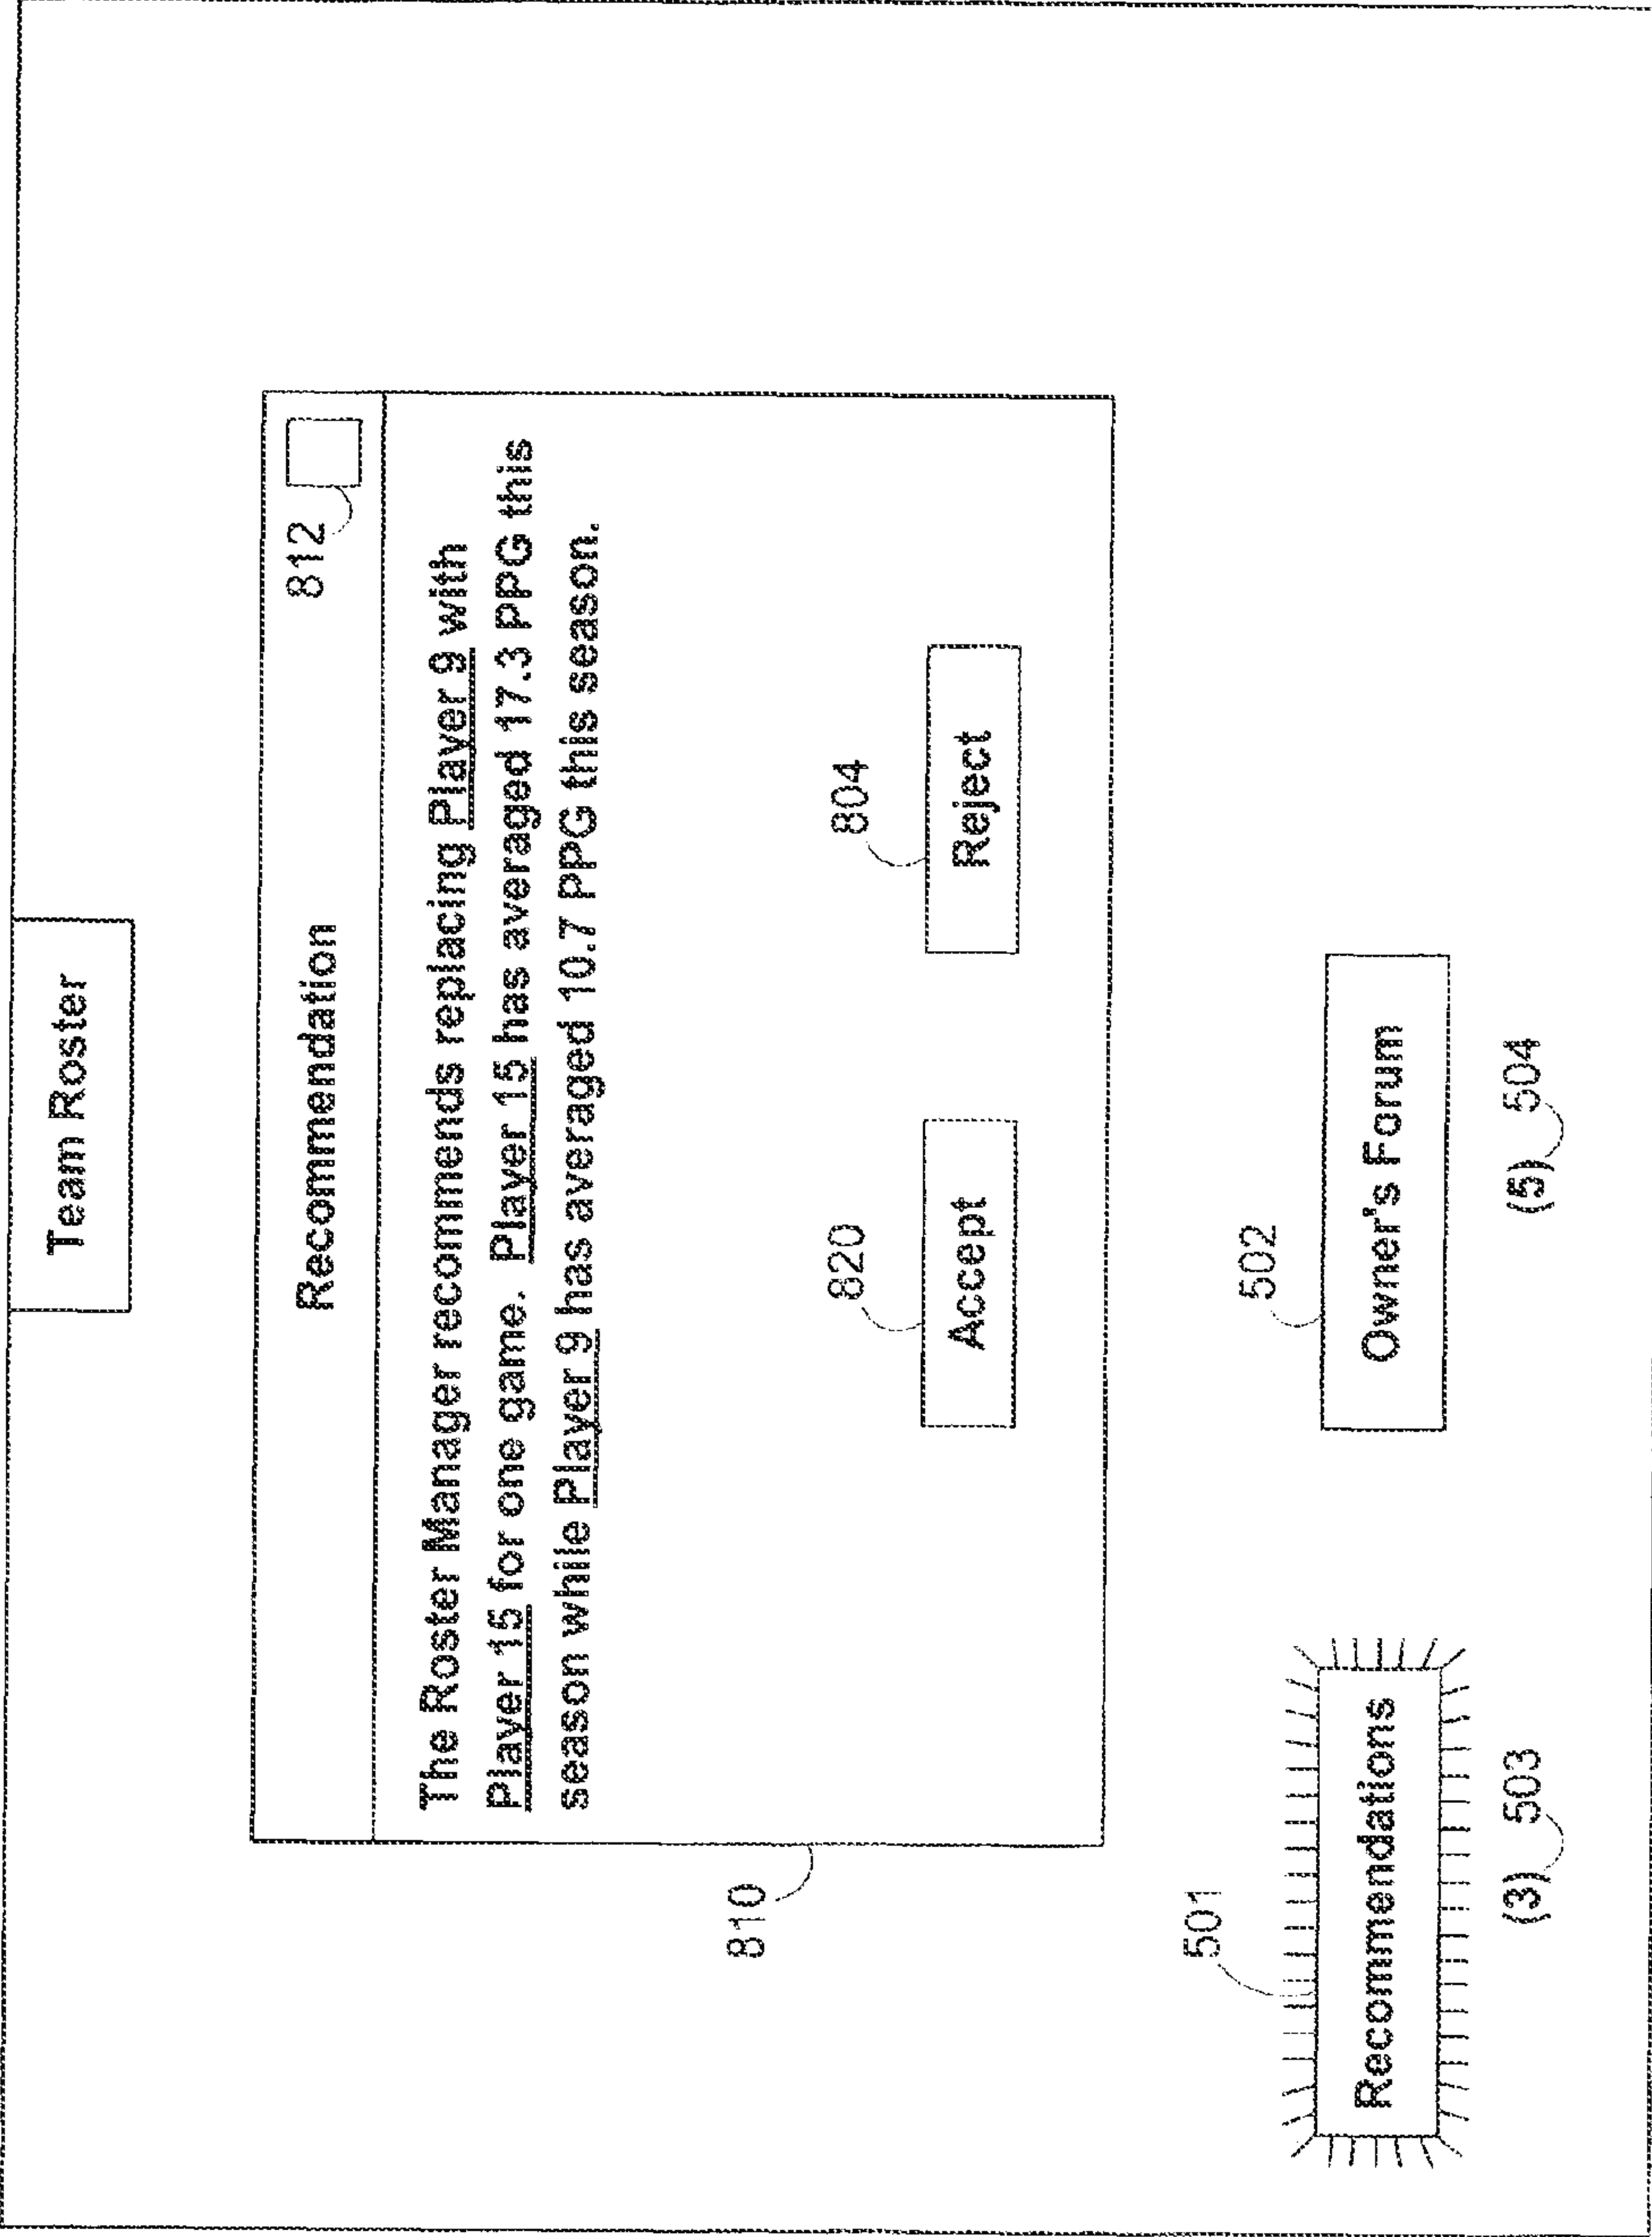 Team Roster
Recommendation
812
The Roster Manager recommends replacing Player 9 with
Player 15 for one game. Player 15 has averaged 17.3 PPG this
season while Player 9 has averaged 10.7 PPG this season.
810
820
804
Accept
Reject
501
502
Recommendations
Owner's Forum
(3) 503
(5) 504